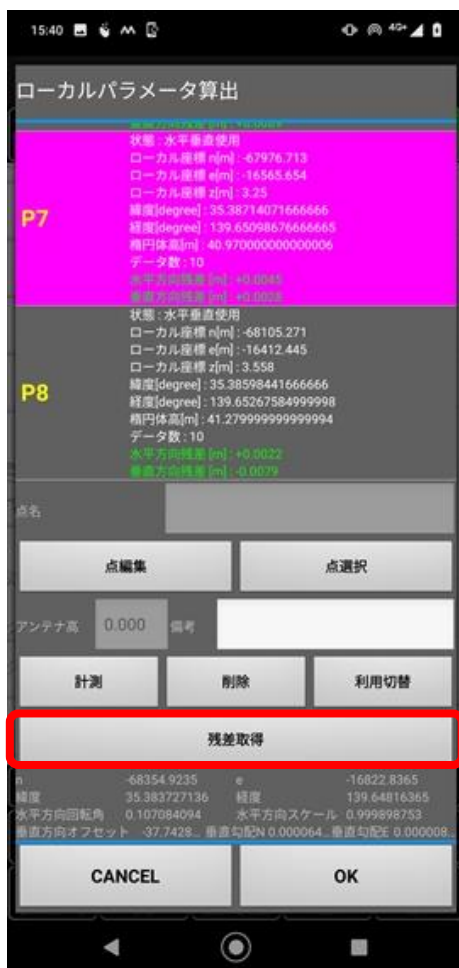 15:40
4G+
ローカルパラメータ算出
垂直方向残差 [m] : +0.0089
状態 : 水平垂直使用
ローカル座標 n[m] : -67976.713
ローカル座標 e[m] : -16565.654
ローカル座標 z[m] : 3.25
P7
緯度[degree] : 35.38714071666666
経度[degree] : 139.65098676666665
楕円体高[m] : 40.970000000000006
データ数 : 10
水平方向残差 [m] : +0.0045
垂直方向残差 [m] : +0.0028
状態 : 水平垂直使用
ローカル座標 n[m] : -68105.271
ローカル座標 e[m] : -16412.445
ローカル座標 z[m] : 3.558
P8
緯度[degree] : 35.38598441666666
経度[degree] : 139.65267584999998
楕円体高[m] : 41.279999999999994
データ数 : 10
水平方向残差 [m] : +0.0022
垂直方向残差 [m] : -0.0079
点名
点編集 点選択
アンテナ高 0.000 備考
計測 削除 利用切替
残差取得
n -68354.9235 e -16822.8365
緯度 35.383727136 経度 139.64816365
水平方向回転角 0.107084094 水平方向スケール 0.999898753
垂直方向オフセット -37.7428... 垂直勾配N 0.000064... 垂直勾配E 0.000008...
CANCEL OK